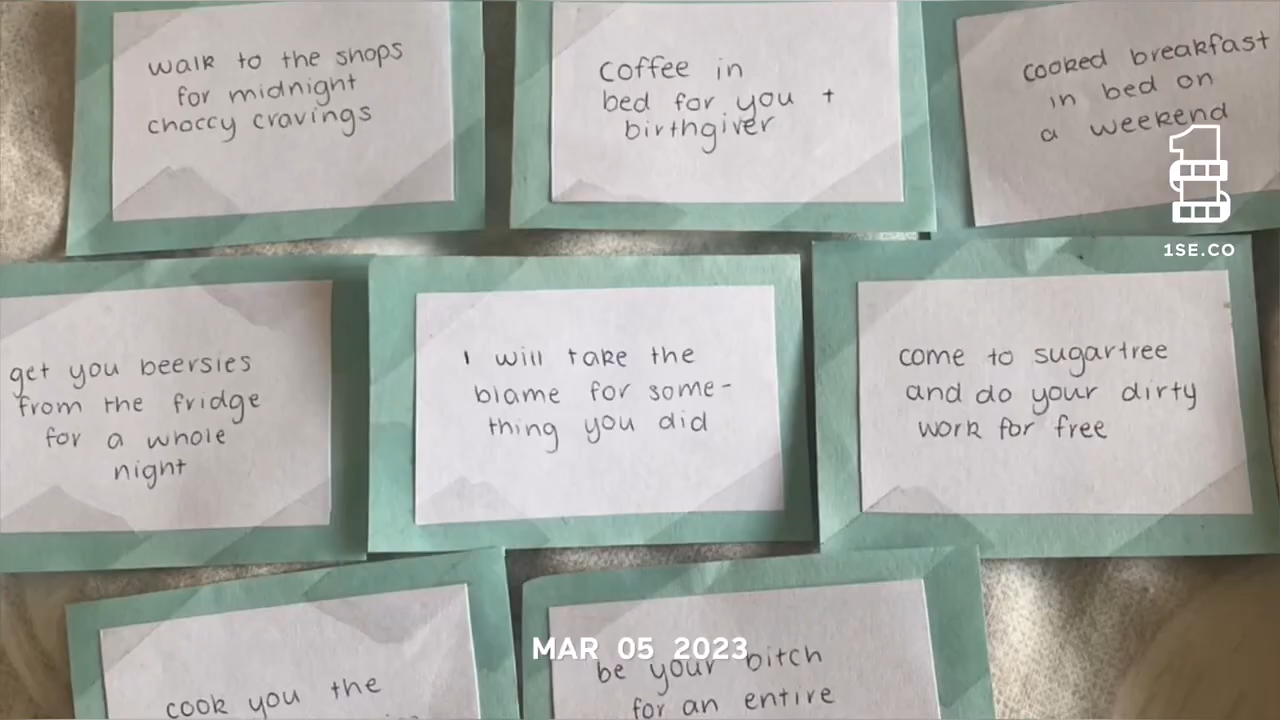 walk to the shops
for midnight
choccy cravings
coffee in
bed for you +
birthgiver
cooked breakfast
in bed on
a weekend
1SE.CO
get you beersies
from the fridge
for a whole
night
I will take the
blame for some-
thing you did
come to sugartree
and do your dirty
work for free
cook you the
MAR 05 2023
be your bitch
for an entire